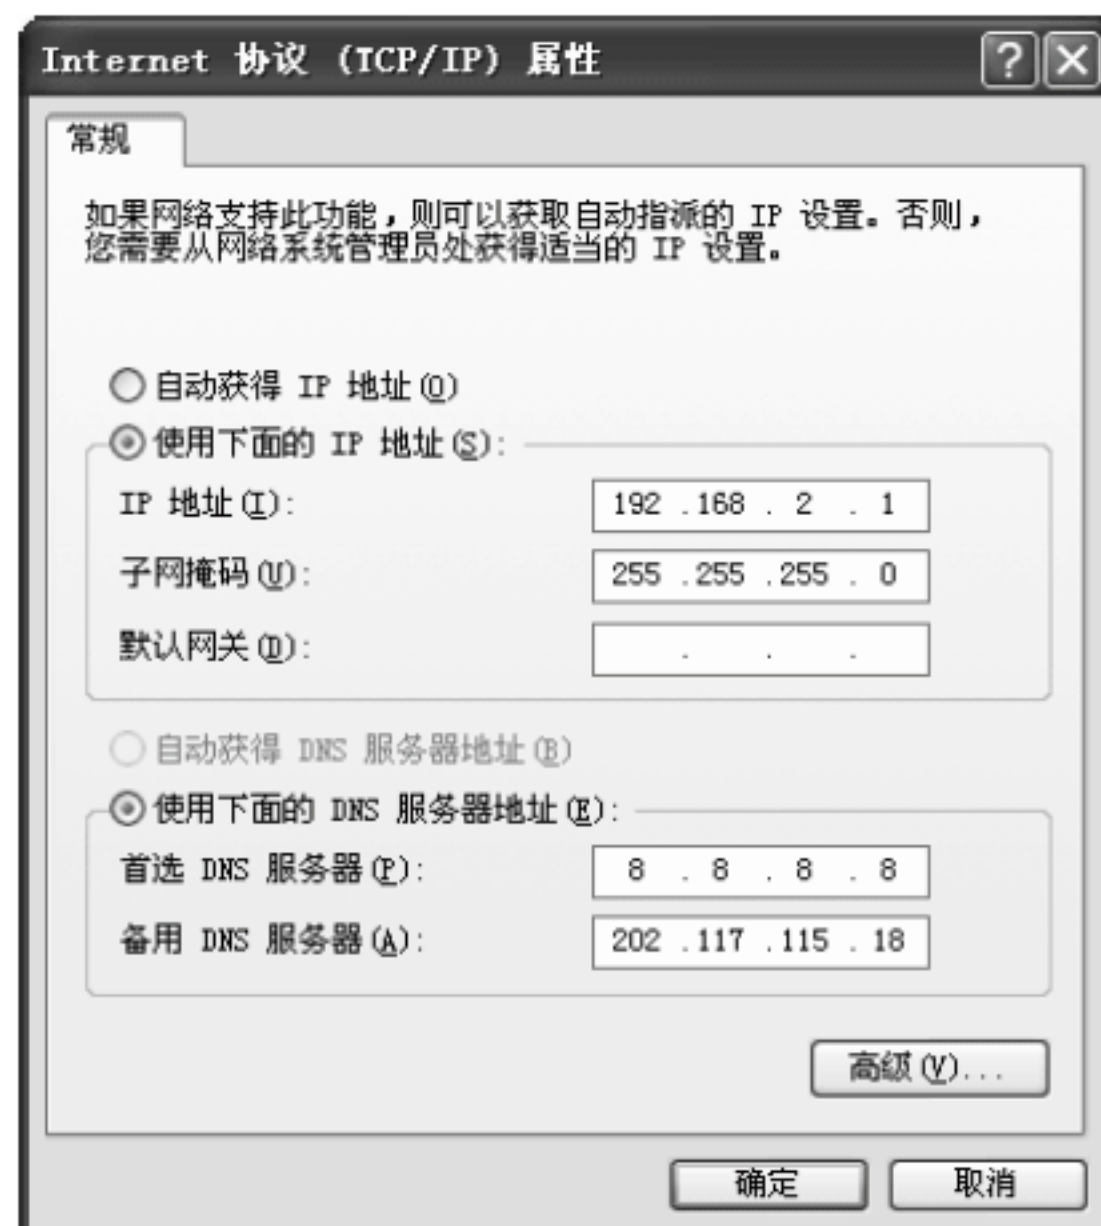 Internet 协议 (TCP/IP) 属性
常规
如果网络支持此功能，则可以获取自动指派的 IP 设置。否则，
您需要从网络系统管理员处获得适当的 IP 设置。
自动获得 IP 地址(O)
使用下面的 IP 地址(S):
IP 地址(I): 192 .168 . 2 . 1
子网掩码(U): 255 .255 .255 . 0
默认网关(D): . . .
自动获得 DNS 服务器地址(B)
使用下面的 DNS 服务器地址(E):
首选 DNS 服务器(P): 8 . 8 . 8 . 8
备用 DNS 服务器(A): 202 .117 .115 . 18
高级(V)...
确定 取消